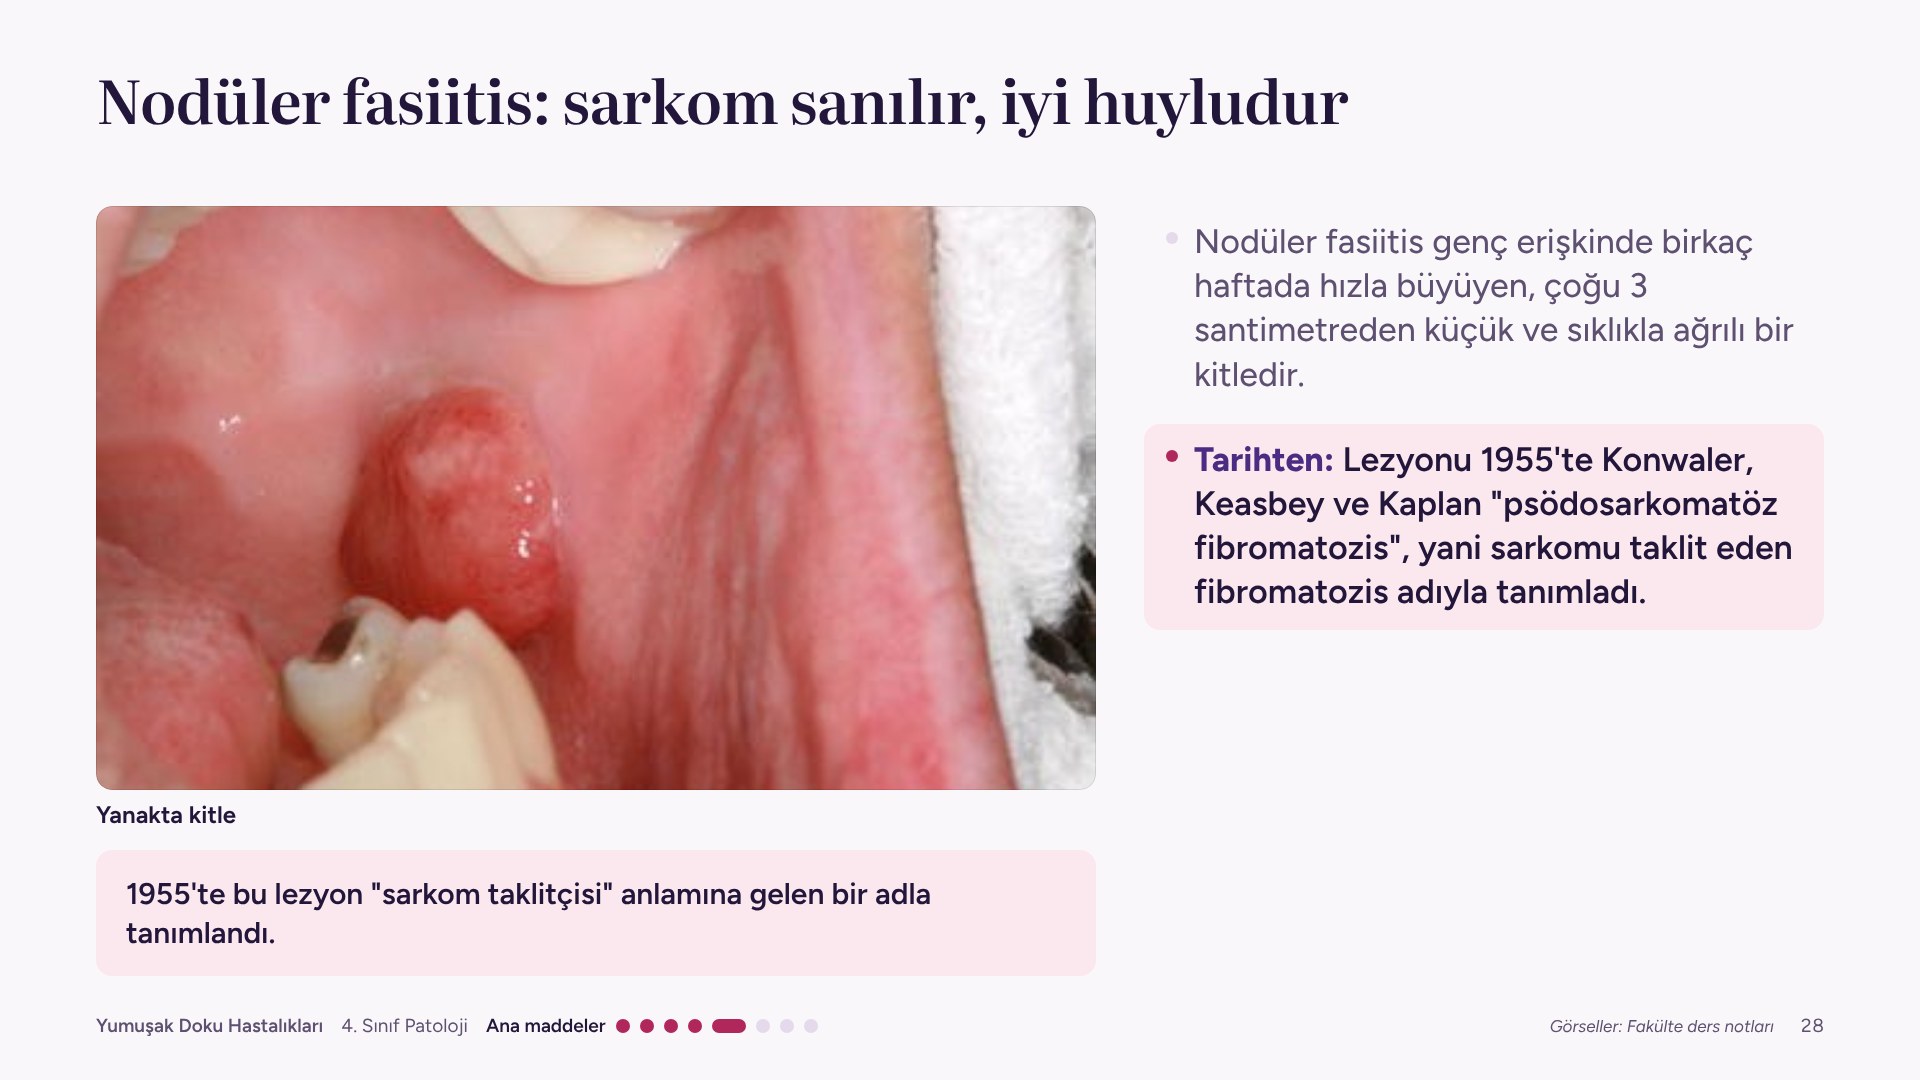 Nodüler fasiitis: sarkom sanılır, iyi huyludur
Nodüler fasiitis genç erişkinde birkaç
haftada hızla büyüyen, çoğu 3
santimetreden küçük ve sıklıkla ağrılı bir
kitledir.
Tarihten: Lezyonu 1955'te Konwaler,
Keasbey ve Kaplan "psödosarkomatöz
fibromatozis", yani sarkomu taklit eden
fibromatozis adıyla tanımladı.
Yanakta kitle
1955'te bu lezyon "sarkom taklitçisi" anlamına gelen bir adla
tanımlandı.
Yumuşak Doku Hastalıkları 4. Sınıf Patoloji Ana maddeler
Görseller: Fakülte ders notları 28